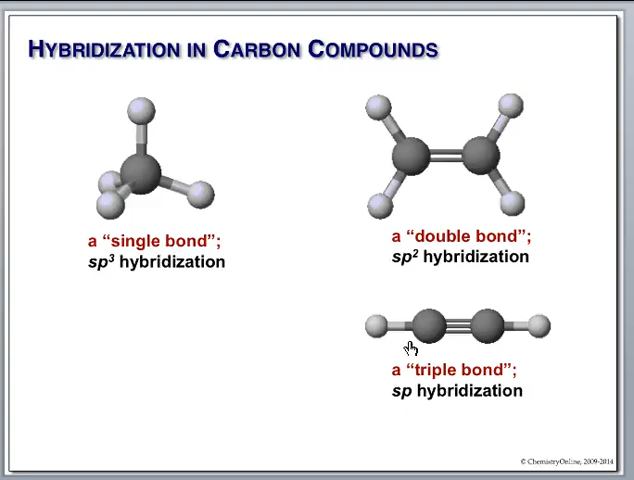 HYBRIDIZATION IN CARBON COMPOUNDS
a “single bond”;
sp³ hybridization
a “double bond”;
sp² hybridization
a “triple bond”;
sp hybridization
© ChemistryOnline, 2009-2014